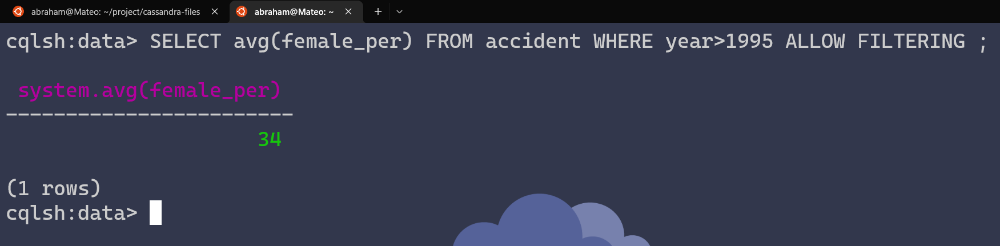 abraham@Mateo: ~/project/cassandra-files
abraham@Mateo: ~
cqlsh:data> SELECT avg(female_per) FROM accident WHERE year>1995 ALLOW FILTERING ;
system.avg(female_per)
------------------------
34
(1 rows)
cqlsh:data>